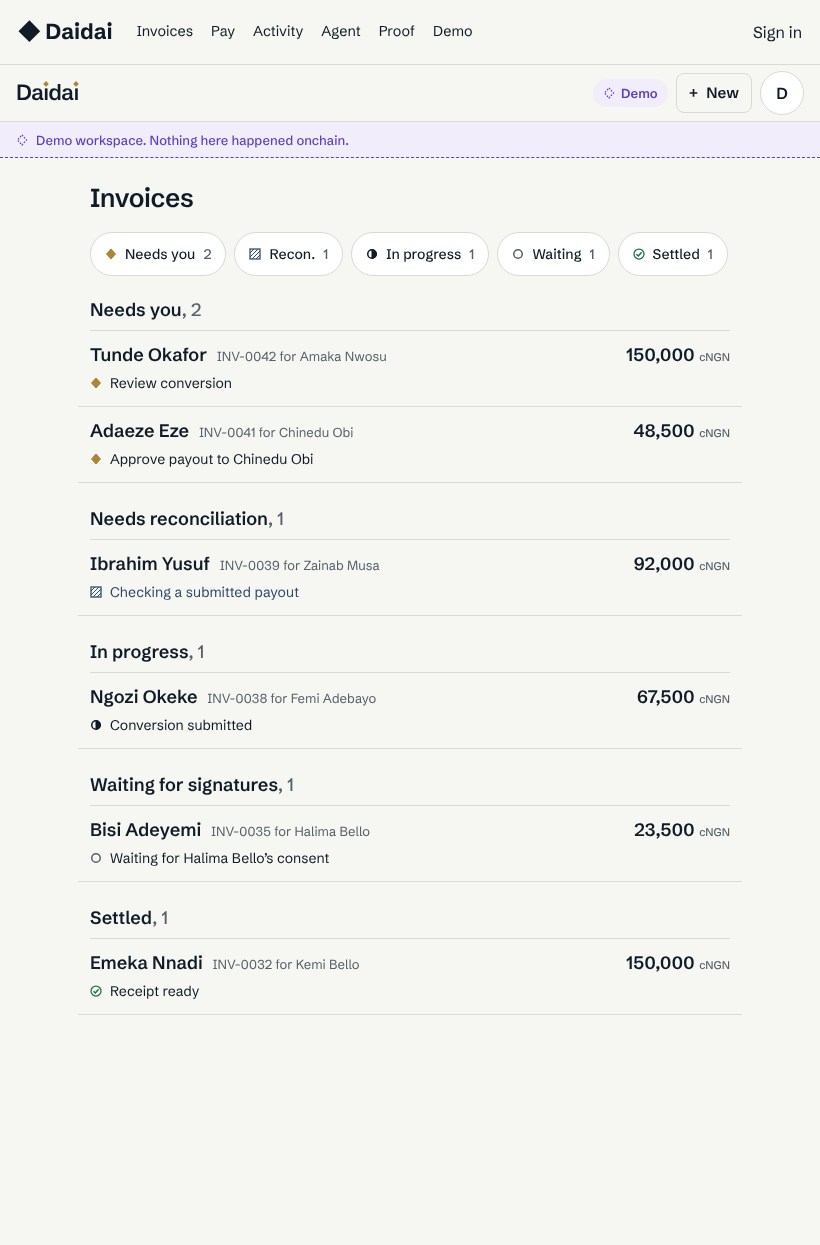 Daidai Invoices Pay Activity Agent Proof Demo Sign in
Daidai Demo + New D
Demo workspace. Nothing here happened onchain.
Invoices
Needs you 2 Recon. 1 In progress 1 Waiting 1 Settled 1
Needs you, 2
Tunde Okafor INV-0042 for Amaka Nwosu 150,000 cNGN
Review conversion
Adaeze Eze INV-0041 for Chinedu Obi 48,500 cNGN
Approve payout to Chinedu Obi
Needs reconciliation, 1
Ibrahim Yusuf INV-0039 for Zainab Musa 92,000 cNGN
Checking a submitted payout
In progress, 1
Ngozi Okeke INV-0038 for Femi Adebayo 67,500 cNGN
Conversion submitted
Waiting for signatures, 1
Bisi Adeyemi INV-0035 for Halima Bello 23,500 cNGN
Waiting for Halima Bello’s consent
Settled, 1
Emeka Nnadi INV-0032 for Kemi Bello 150,000 cNGN
Receipt ready